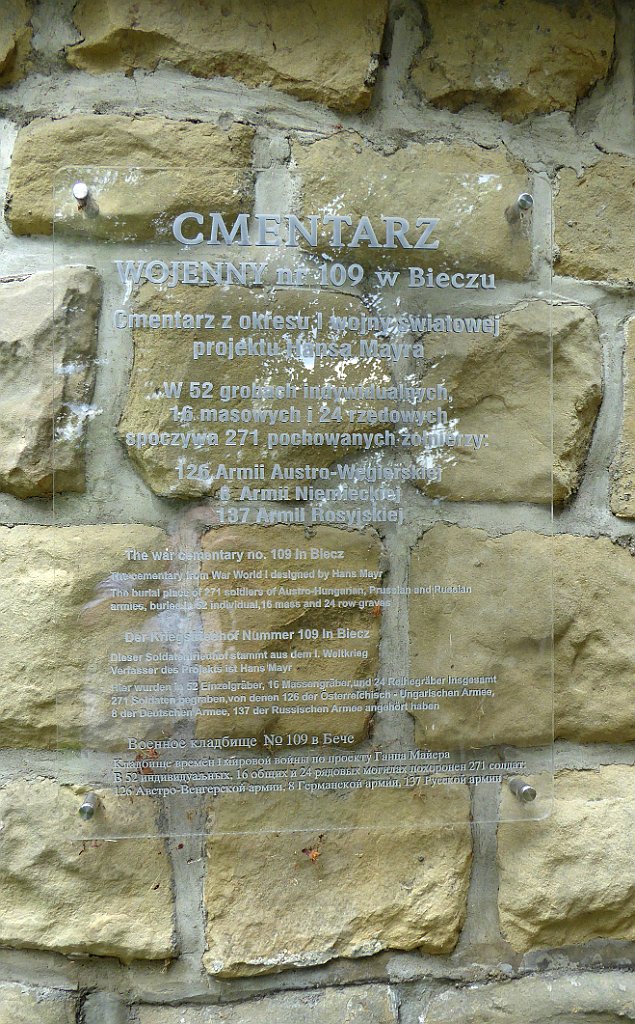 CMENTARZ
WOJENNY nr 109 w Bieczu
Cmentarz z okresu I wojny światowej
projektu Hansa Mayra
W 52 grobach indywidualnych,
16 masowych i 24 rzędowych
spoczywa 271 pochowanych żołnierzy:
126 Armii Austro-Węgierskiej
8 Armii Niemieckiej
137 Armii Rosyjskiej
The war cementary no. 109 In Biecz
The cementary from War World I designed by Hans Mayr
The burial place of 271 soldiers of Austro-Hungarian, Prussian and Russian
armies, buried in 52 individual,16 mass and 24 row graves
Der Kriegsfriedhof Nummer 109 In Biecz
Dieser Soldatenfrienhof stammt aus dem I. Weltkrieg
Verfasser des Projekts ist Hans Mayr
Hier wurden in 52 Einzelgräber, 16 Massengräber,und 24 Reihegräber Insgesamt
271 Soldaten begraben,von denen 126 der Österreichisch - Ungarischen Armee,
8 der Deutschen Armee, 137 der Russischen Armee angehört haben
Военное кладбище № 109 в Бече
Кладбище времён I мировой войны по проекту Ганца Майера
В 52 индивидуальных, 16 общих и 24 рядовых могилах похоронен 271 солдат:
126 Австро-Венгерской армии, 8 Германской армии, 137 Русской армии